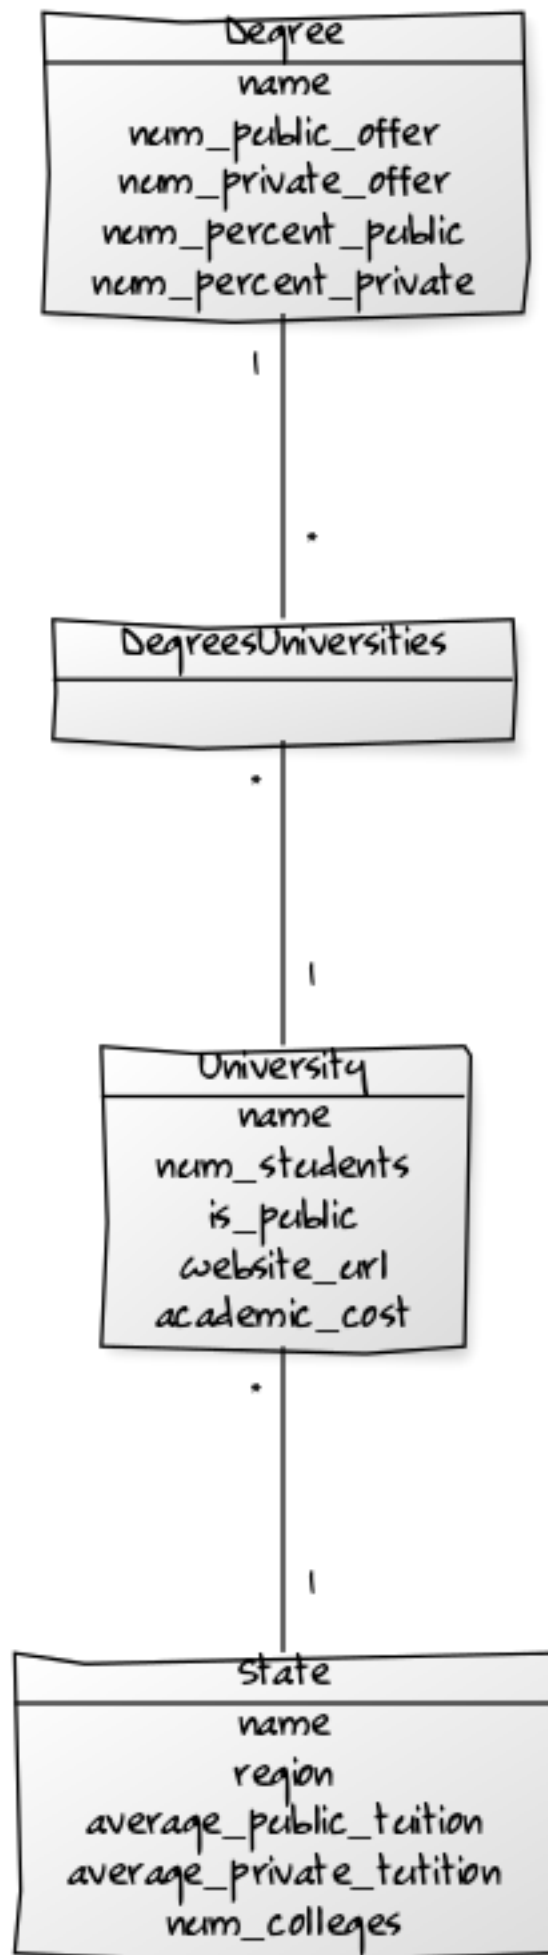 Degree
name
num_public_offer
num_private_offer
num_percent_public
num_percent_private
1
*
DegreesUniversities
*
1
University
name
num_students
is_public
website_url
academic_cost
*
1
State
name
region
average_public_tuition
average_private_tutition
num_colleges